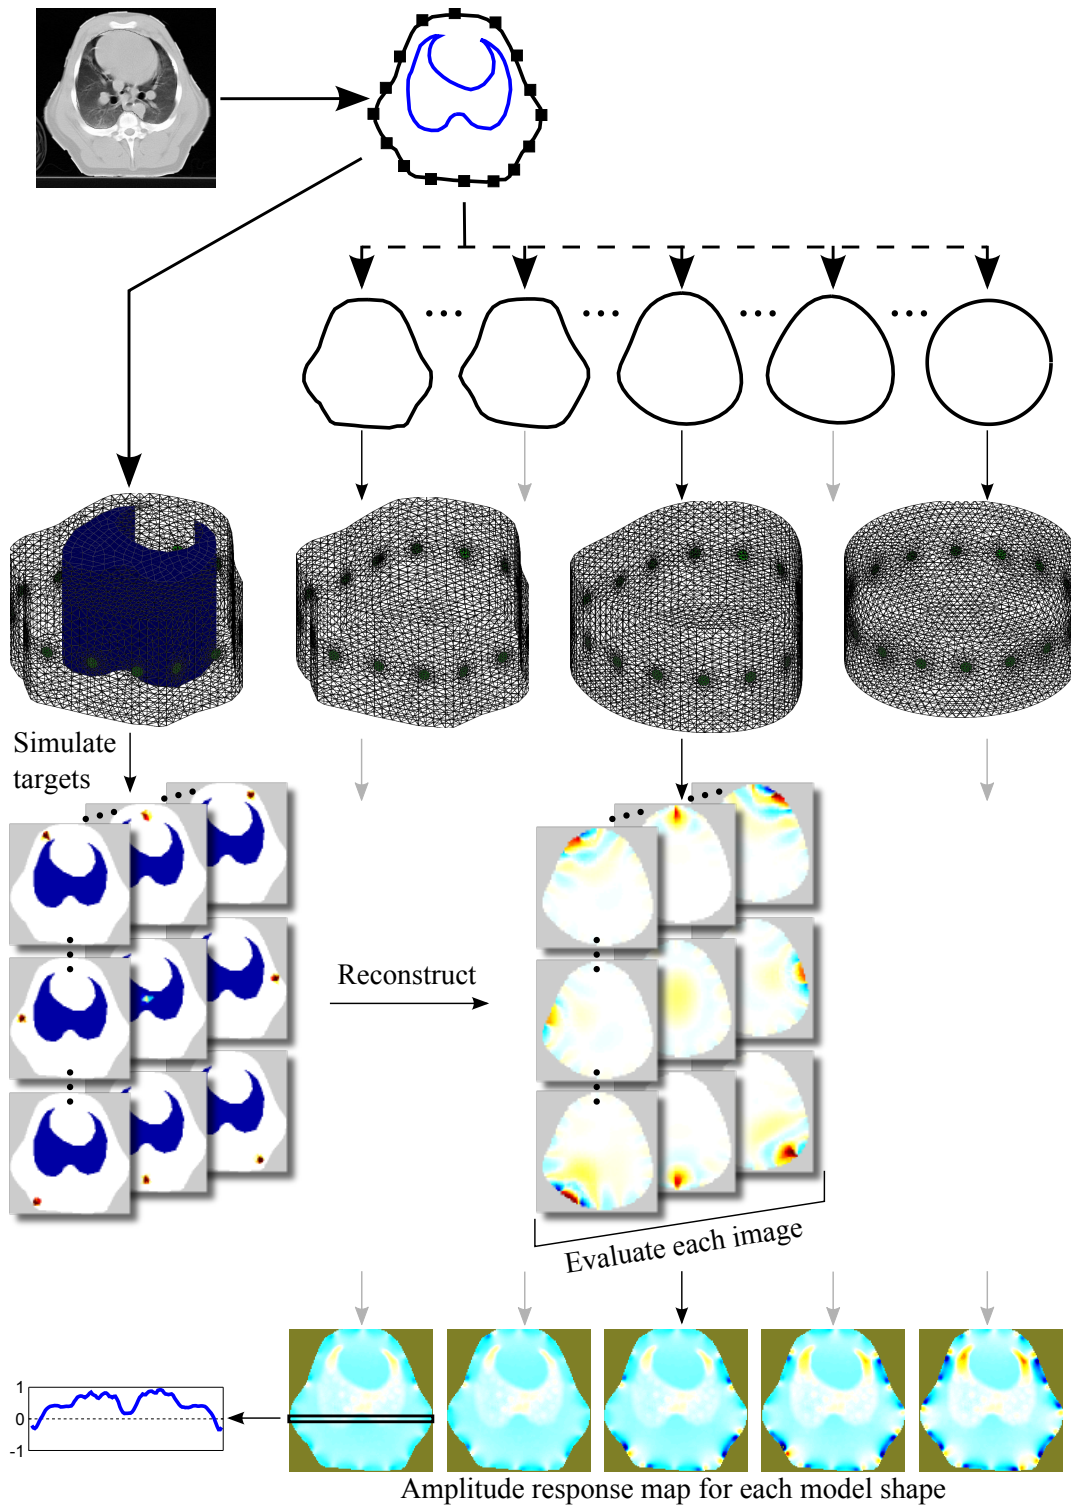 Simulate
targets
Reconstruct
Evaluate each image
1
0
-1
Amplitude response map for each model shape